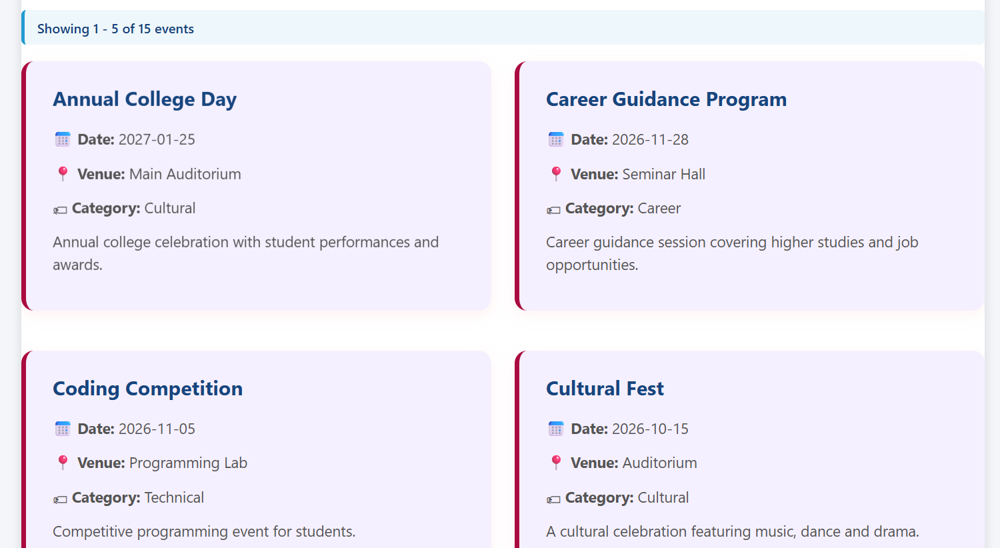 Showing 1 - 5 of 15 events
Annual College Day
Date: 2027-01-25
Venue: Main Auditorium
Category: Cultural
Annual college celebration with student performances and
awards.
Career Guidance Program
Date: 2026-11-28
Venue: Seminar Hall
Category: Career
Career guidance session covering higher studies and job
opportunities.
Coding Competition
Date: 2026-11-05
Venue: Programming Lab
Category: Technical
Competitive programming event for students.
Cultural Fest
Date: 2026-10-15
Venue: Auditorium
Category: Cultural
A cultural celebration featuring music, dance and drama.